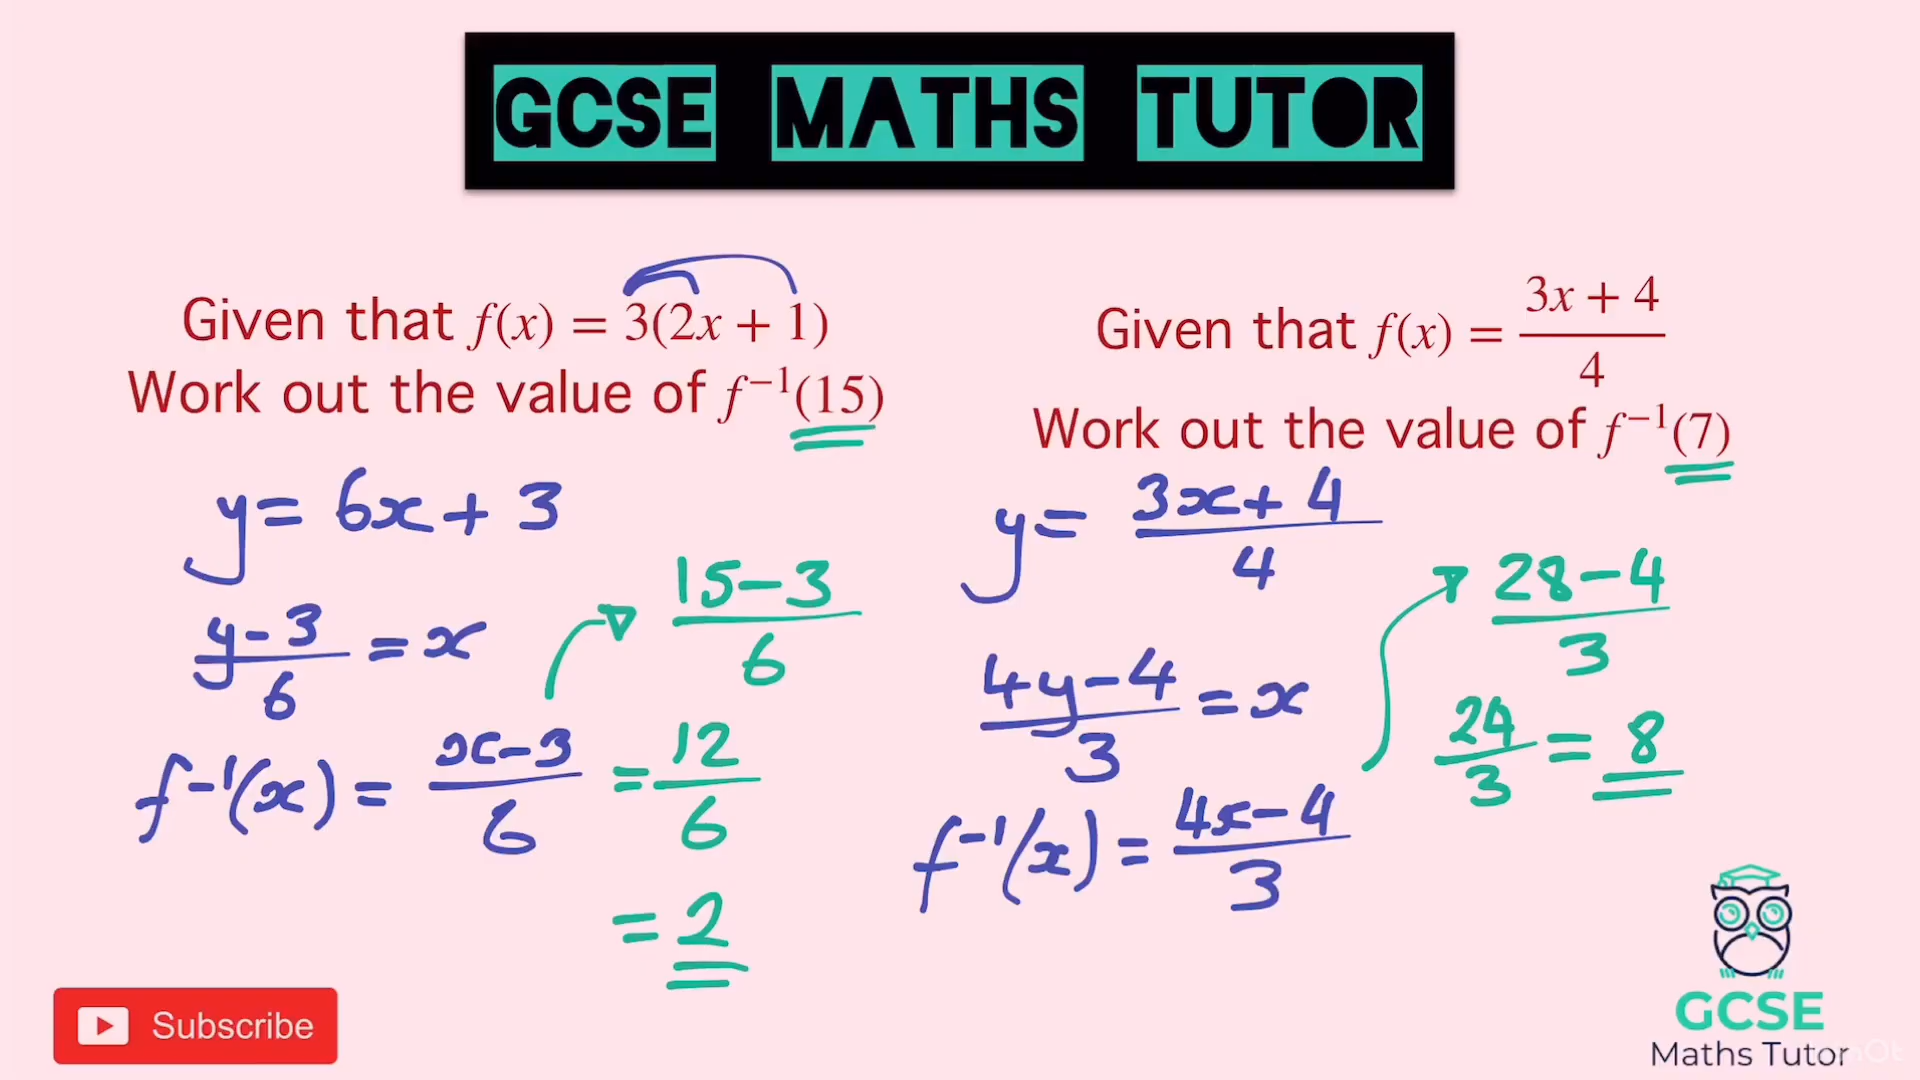 GCSE MATHS TUTOR
Given that f(x) = 3(2x + 1)
Work out the value of f⁻¹(15)
y = 6x + 3
y - 3 / 6 = x
f⁻¹(x) = x - 3 / 6
15 - 3 / 6
= 12 / 6
= 2
Given that f(x) = 3x + 4 / 4
Work out the value of f⁻¹(7)
y = 3x + 4 / 4
4y - 4 / 3 = x
f⁻¹(x) = 4x - 4 / 3
28 - 4 / 3
24 / 3 = 8
Subscribe
GCSE
Maths Tutor